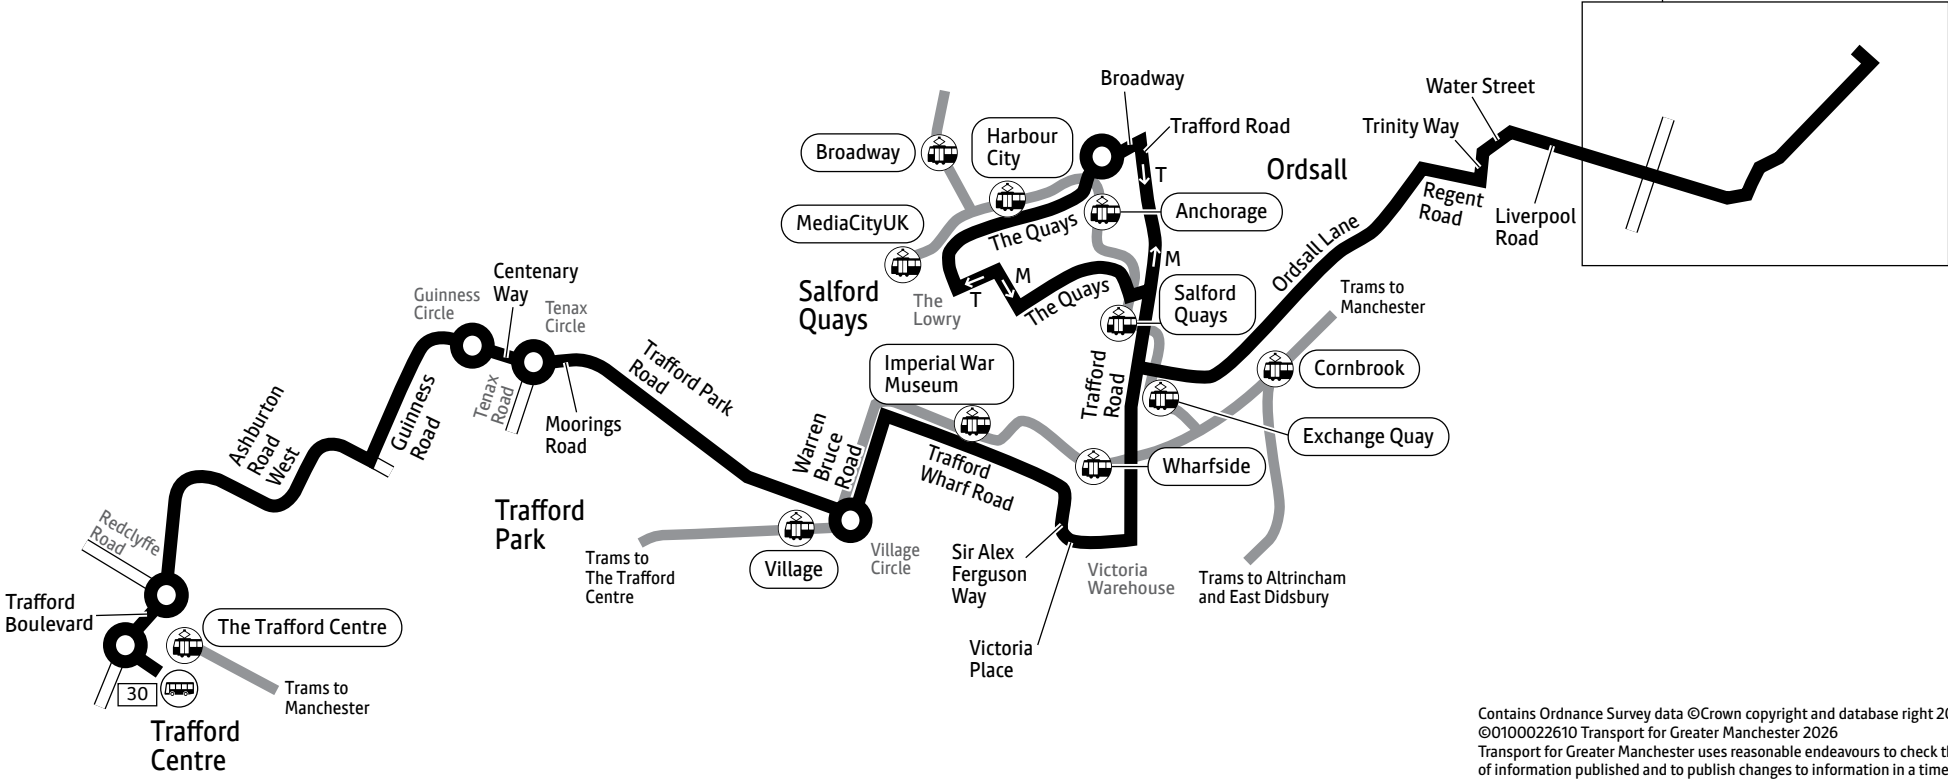 Broadway
Water Street
Trinity Way
Trafford Road
Harbour
City
Broadway
Ordsall
Regent
Road
Liverpool
Road
Anchorage
MediaCityUK
The Quays
T
M
Ordsall Lane
Salford
Quays
The
Lowry
T
M
The Quays
Salford
Quays
Trams to
Manchester
Centenary
Way
Guinness
Circle
Tenax
Circle
Trafford Park
Road
Imperial War
Museum
Trafford
Road
Cornbrook
Tenax
Road
Guinness
Road
Ashburton
Road
West
Moorings
Road
Warren
Bruce
Road
Trafford
Wharf Road
Exchange Quay
Wharfside
Trafford
Park
Redclyffe
Road
Trams to
The Trafford
Centre
Village
Village
Circle
Sir Alex
Ferguson
Way
Victoria
Warehouse
Trams to Altrincham
and East Didsbury
Victoria
Place
Trafford
Boulevard
The Trafford Centre
30
Trams to
Manchester
Trafford
Centre
Contains Ordnance Survey data ©Crown copyright and database right 20
©0100022610 Transport for Greater Manchester 2026
Transport for Greater Manchester uses reasonable endeavours to check th
of information published and to publish changes to information in a time